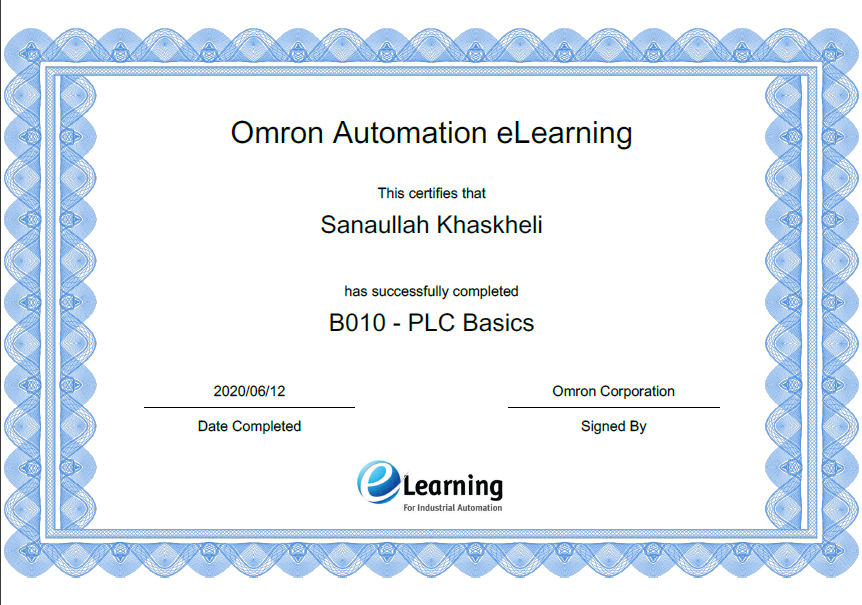 Omron Automation eLearning
This certifies that
Sanaullah Khaskheli
has successfully completed
B010 - PLC Basics
2020/06/12
Date Completed
Omron Corporation
Signed By
eLearning
For Industrial Automation